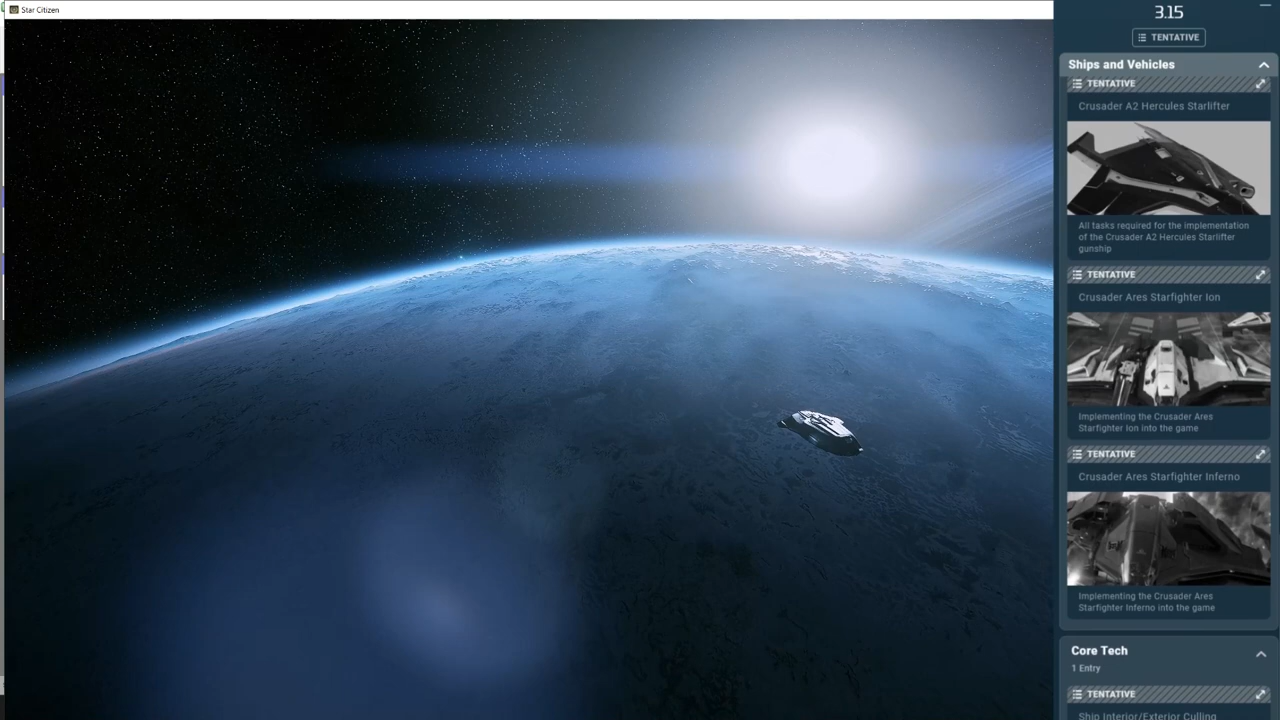 Star Citizen
3.15
TENTATIVE
Ships and Vehicles
TENTATIVE
Crusader A2 Hercules Starlifter
All tasks required for the implementation
of the Crusader A2 Hercules Starlifter
gunship
TENTATIVE
Crusader Ares Starfighter Ion
Implementing the Crusader Ares
Starfighter Ion into the game
TENTATIVE
Crusader Ares Starfighter Inferno
Implementing the Crusader Ares
Starfighter Inferno into the game
Core Tech
1 Entry
TENTATIVE
Ship Interior/Exterior Culling